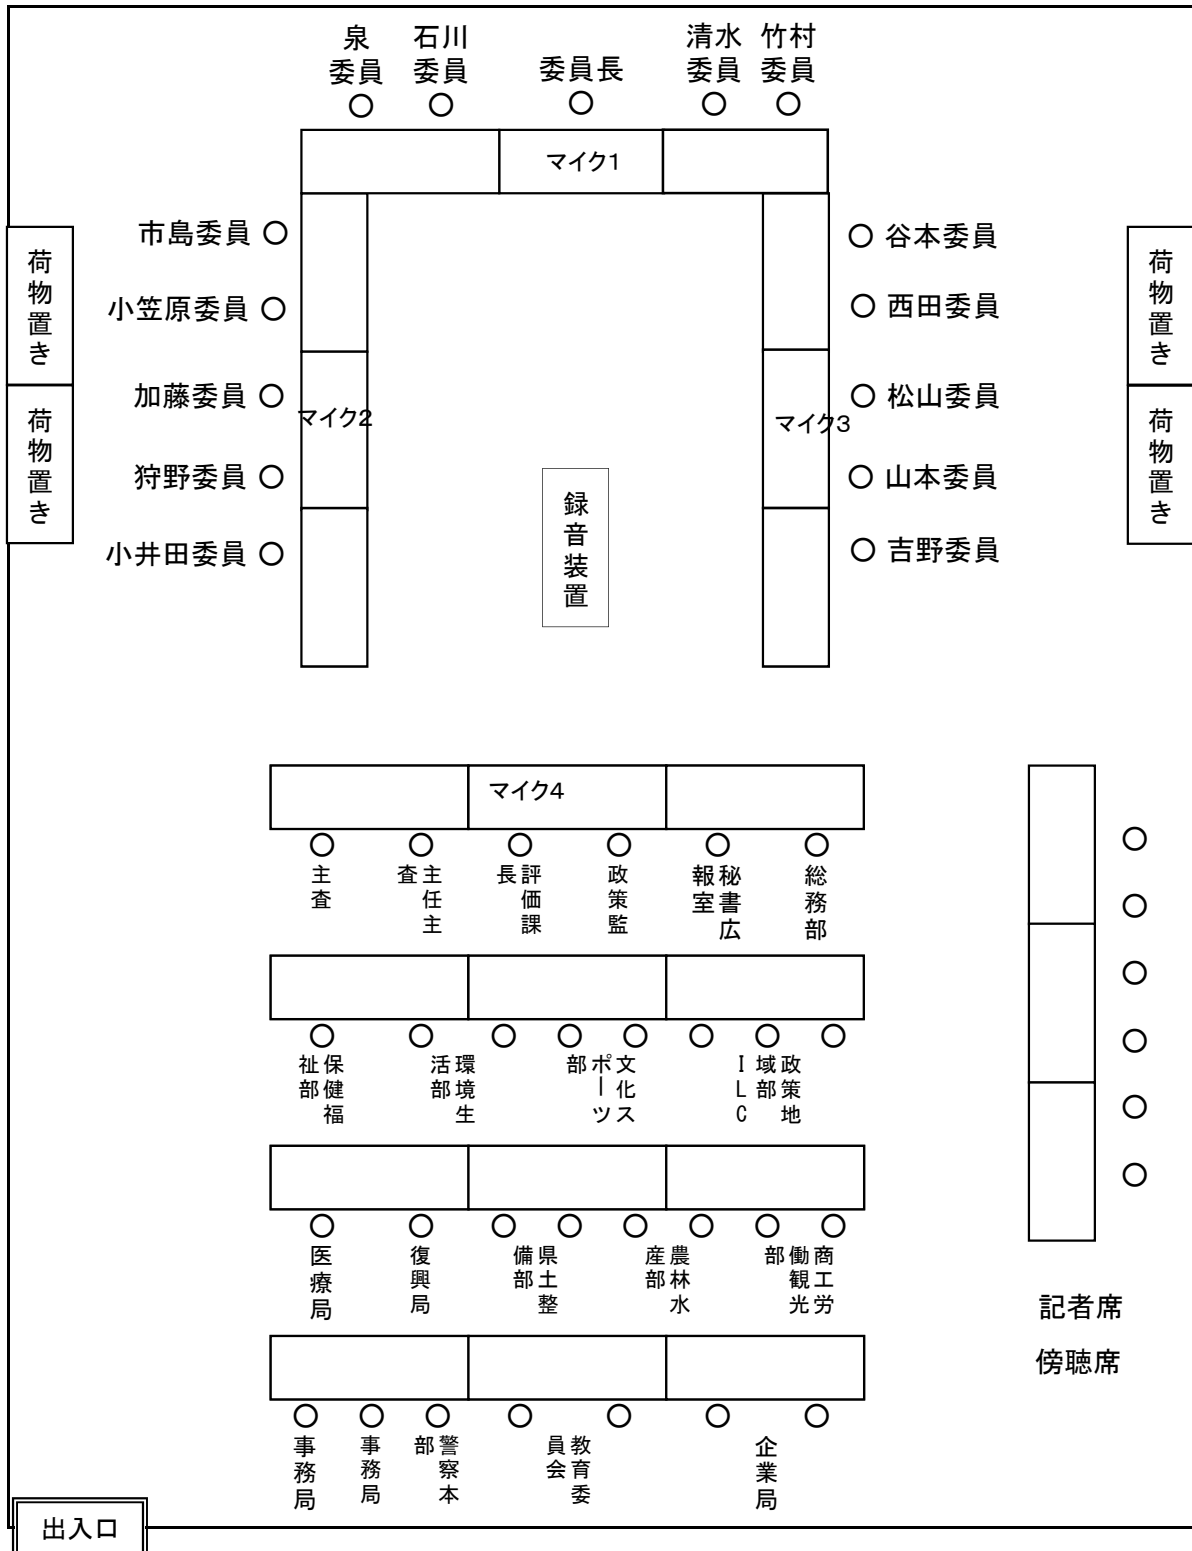 泉
委員
石川
委員
委員長
清水
委員
竹村
委員
マイク1
市島委員
小笠原委員
加藤委員
狩野委員
小井田委員
谷本委員
西田委員
松山委員
山本委員
吉野委員
荷物置き
荷物置き
荷物置き
荷物置き
マイク2
マイク3
録音装置
マイク4
主査
主任主
査
評価課
長
政策監
秘書広
報室
総務部
保健福
祉部
環境生
活部
文化ス
ポーツ
部
政策地
域部
ILC
医療局
復興局
県土整
備部
農林水
産部
商工労
働観光
部
事務局
事務局
警察本
部
教育委
員会
企業局
記者席
傍聴席
出入口